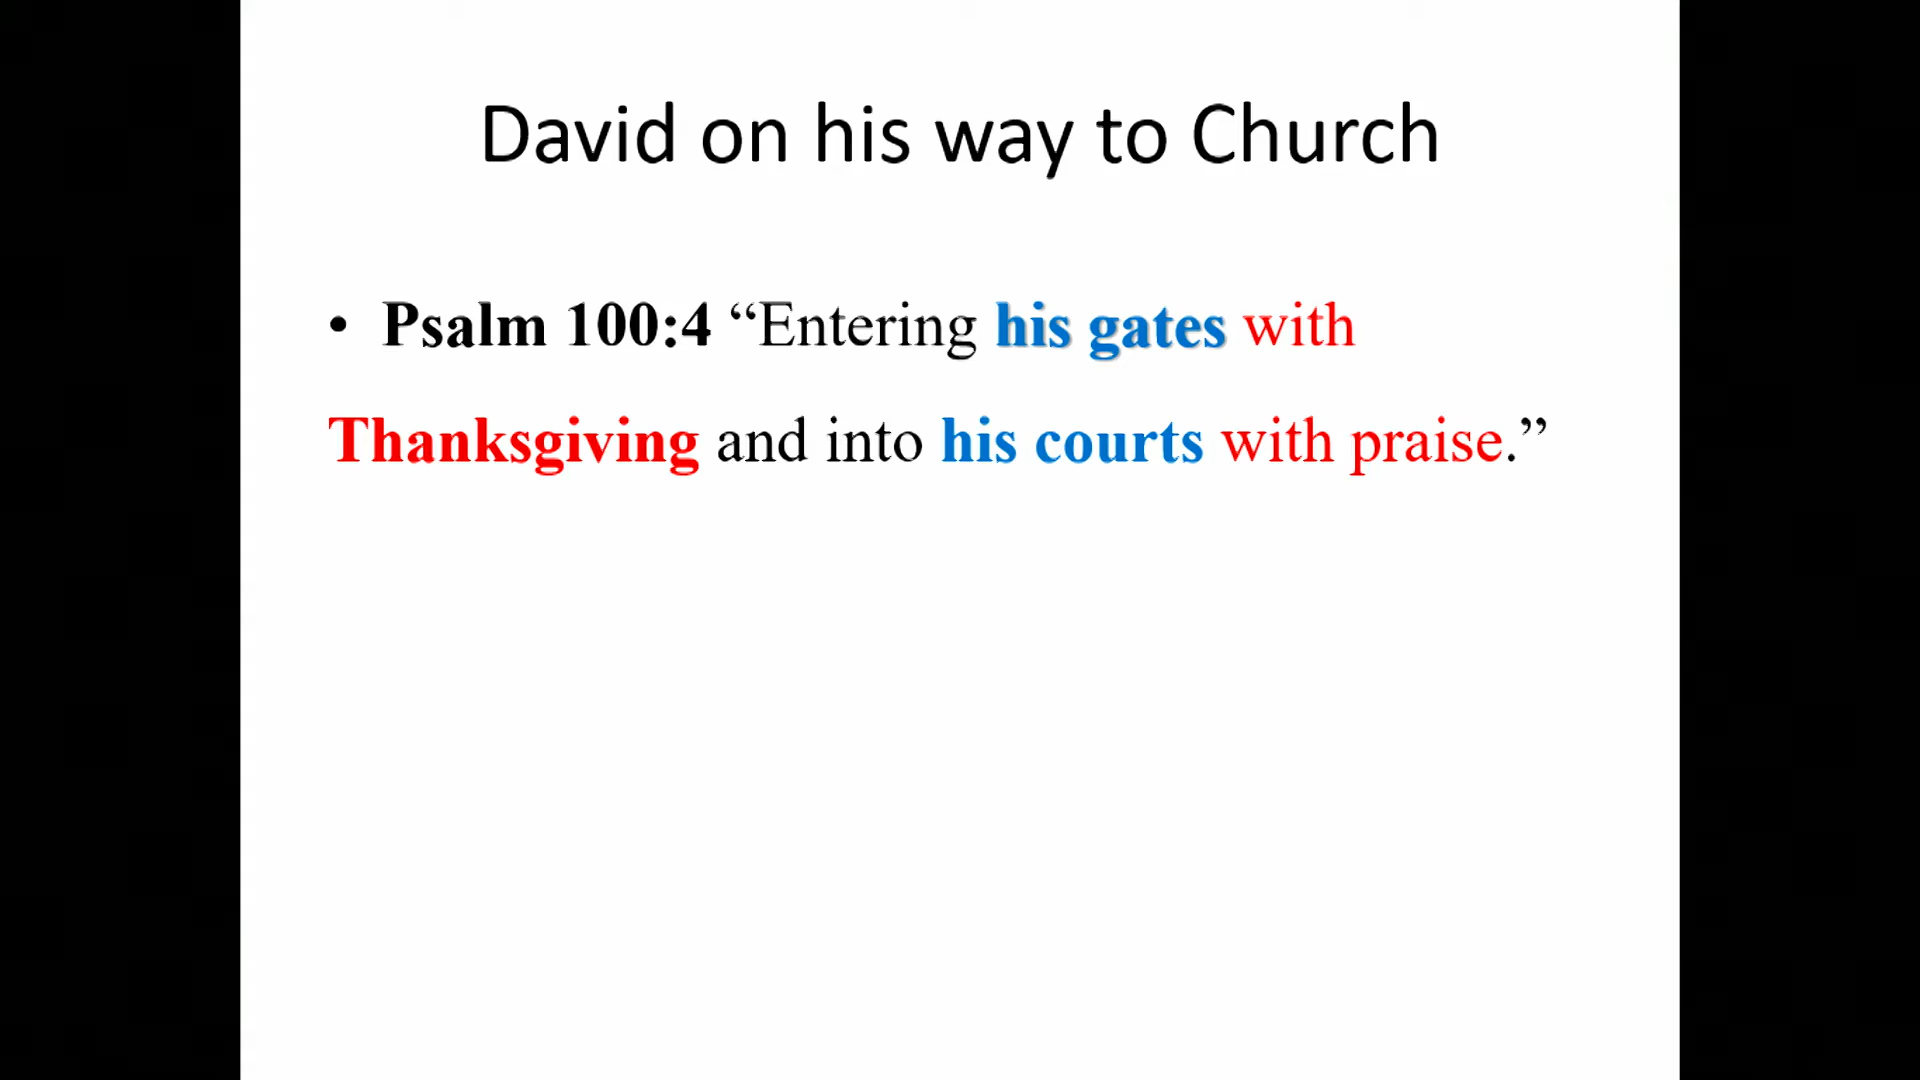 David on his way to Church
• Psalm 100:4 “Entering his gates with
Thanksgiving and into his courts with praise.”